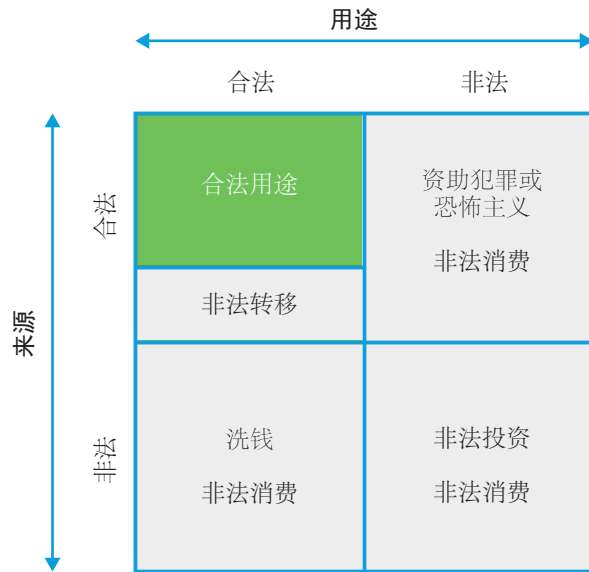 用途
合法
非法
来源
合法
合法用途
资助犯罪或
恐怖主义
非法消费
非法转移
非法
洗钱
非法消费
非法投资
非法消费